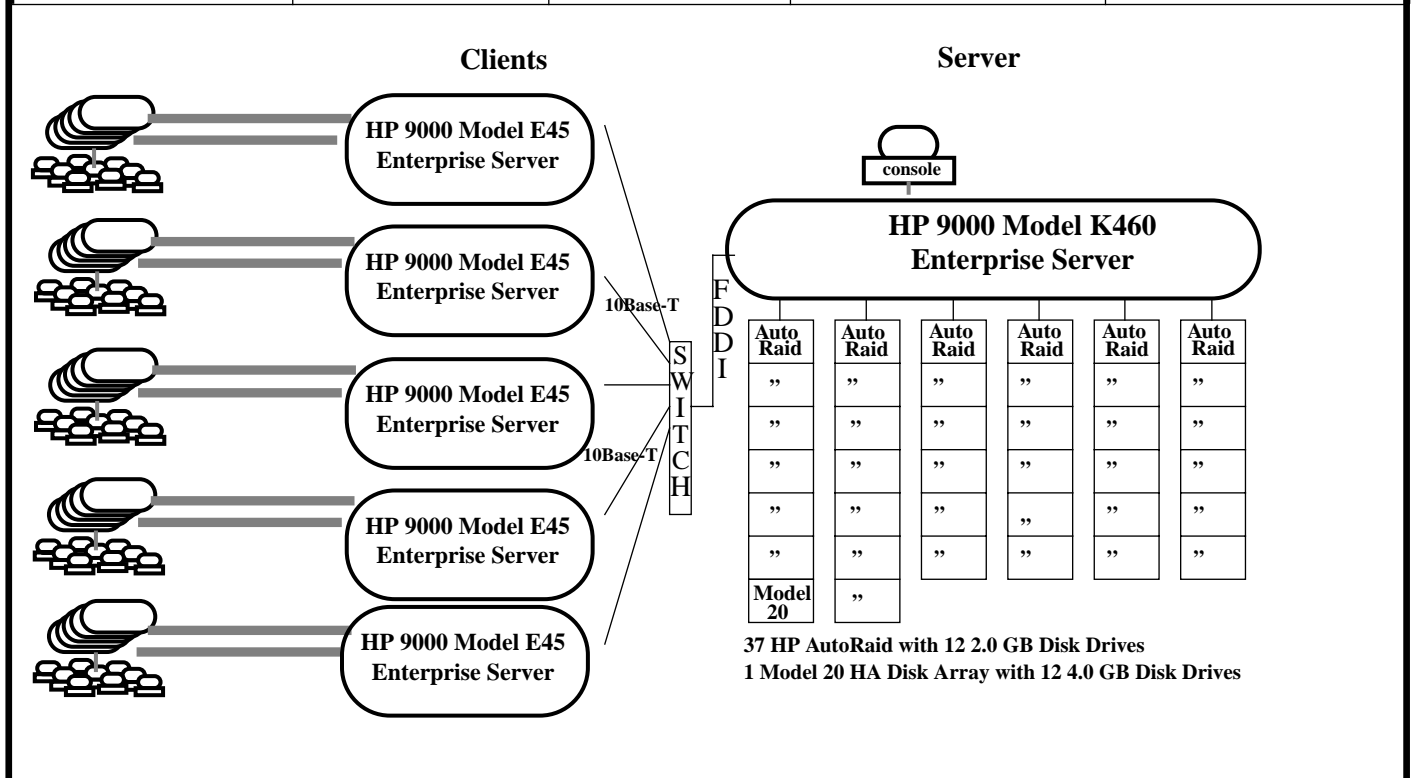 Clients
Server
HP 9000 Model E45
Enterprise Server
HP 9000 Model E45
Enterprise Server
HP 9000 Model E45
Enterprise Server
HP 9000 Model E45
Enterprise Server
HP 9000 Model E45
Enterprise Server
10Base-T
10Base-T
SWITCH
FDDI
console
HP 9000 Model K460
Enterprise Server
Auto Raid
Auto Raid
Auto Raid
Auto Raid
Auto Raid
Auto Raid
” ” ” ” ” ”
” ” ” ” ” ”
” ” ” ” ” ”
” ” ” ” ” ”
” ” ” ” ” ”
Model 20
”
37 HP AutoRaid with 12 2.0 GB Disk Drives
1 Model 20 HA Disk Array with 12 4.0 GB Disk Drives